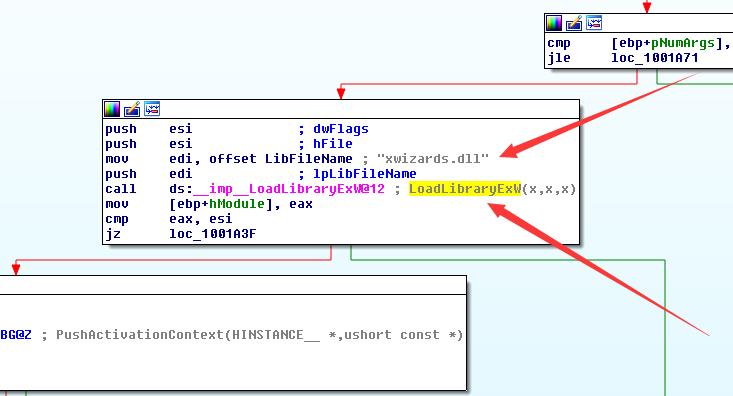 cmp [ebp+pNumArgs],
jle loc_1001A71
push esi ; dwFlags
push esi ; hFile
mov edi, offset LibFileName ; "xwizards.dll"
push edi ; lpLibFileName
call ds:__imp__LoadLibraryExW@12 ; LoadLibraryExW(x,x,x)
mov [ebp+hModule], eax
cmp eax, esi
jz loc_1001A3F
BG@Z ; PushActivationContext(HINSTANCE__ *,ushort const *)